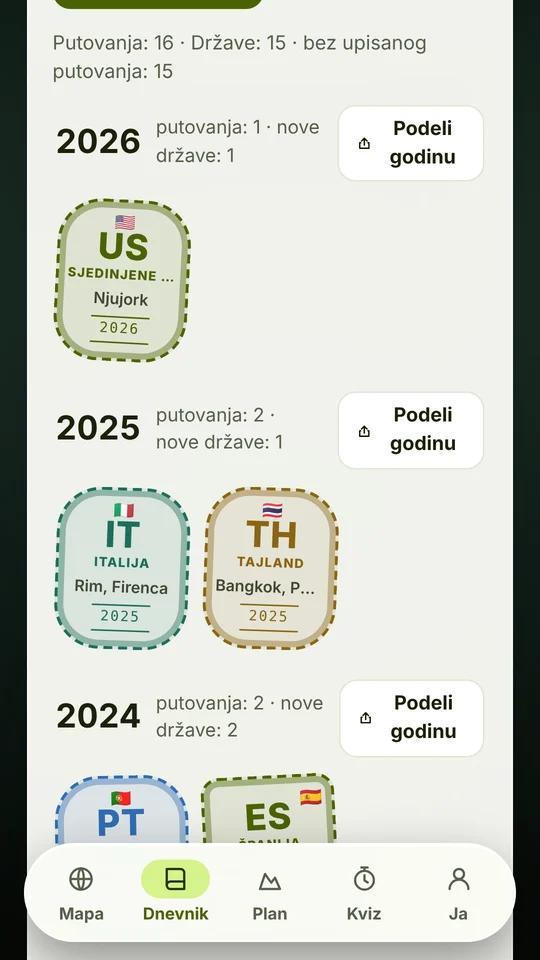 Putovanja: 16 · Države: 15 · bez upisanog
putovanja: 15
2026
putovanja: 1 · nove
države: 1
Podeli
godinu
US
SJEDINJENE ...
Njujork
2026
2025
putovanja: 2 ·
nove države: 1
Podeli
godinu
IT
ITALIJA
Rim, Firenca
2025
TH
TAJLAND
Bangkok, P...
2025
2024
putovanja: 2 · nove
države: 2
Podeli
godinu
PT
ES
Mapa
Dnevnik
Plan
Kviz
Ja